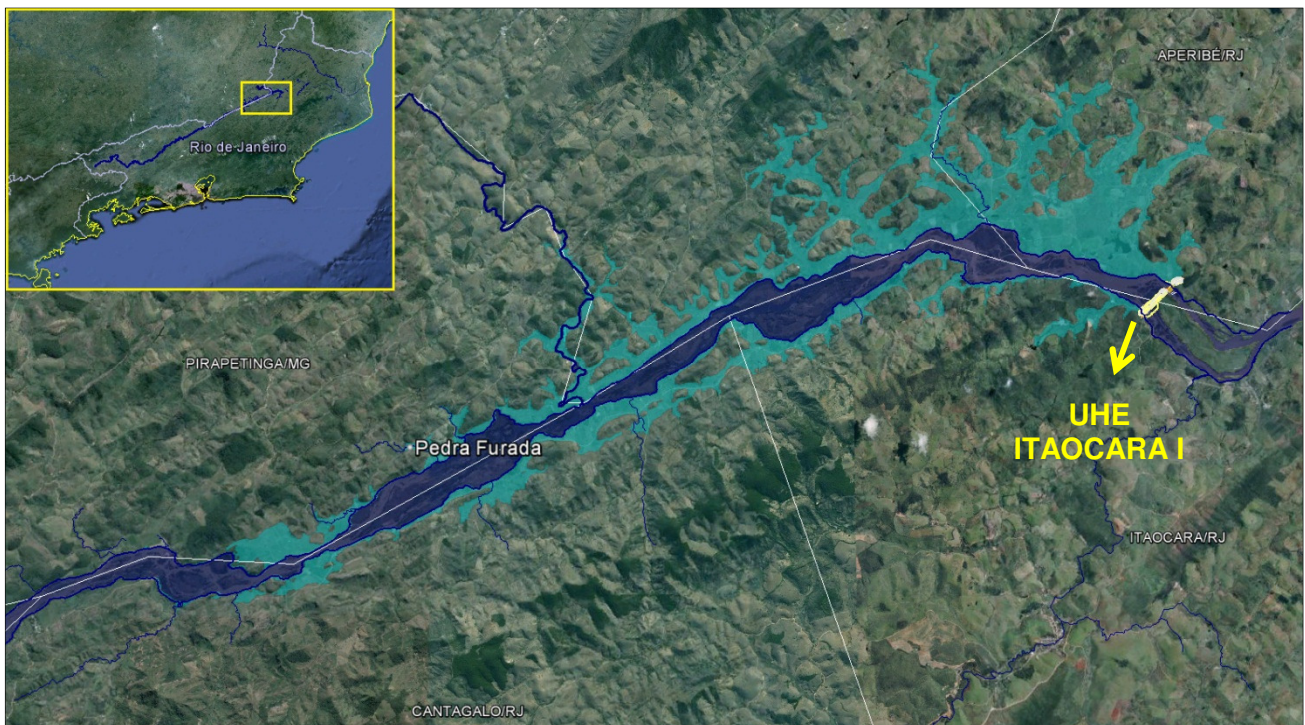 Rio de Janeiro
APERIBÉ/RJ
PIRAPETINGA/MG
Pedra Furada
UHE
ITAOCARA I
ITAOCARA/RJ
CANTAGALO/RJ